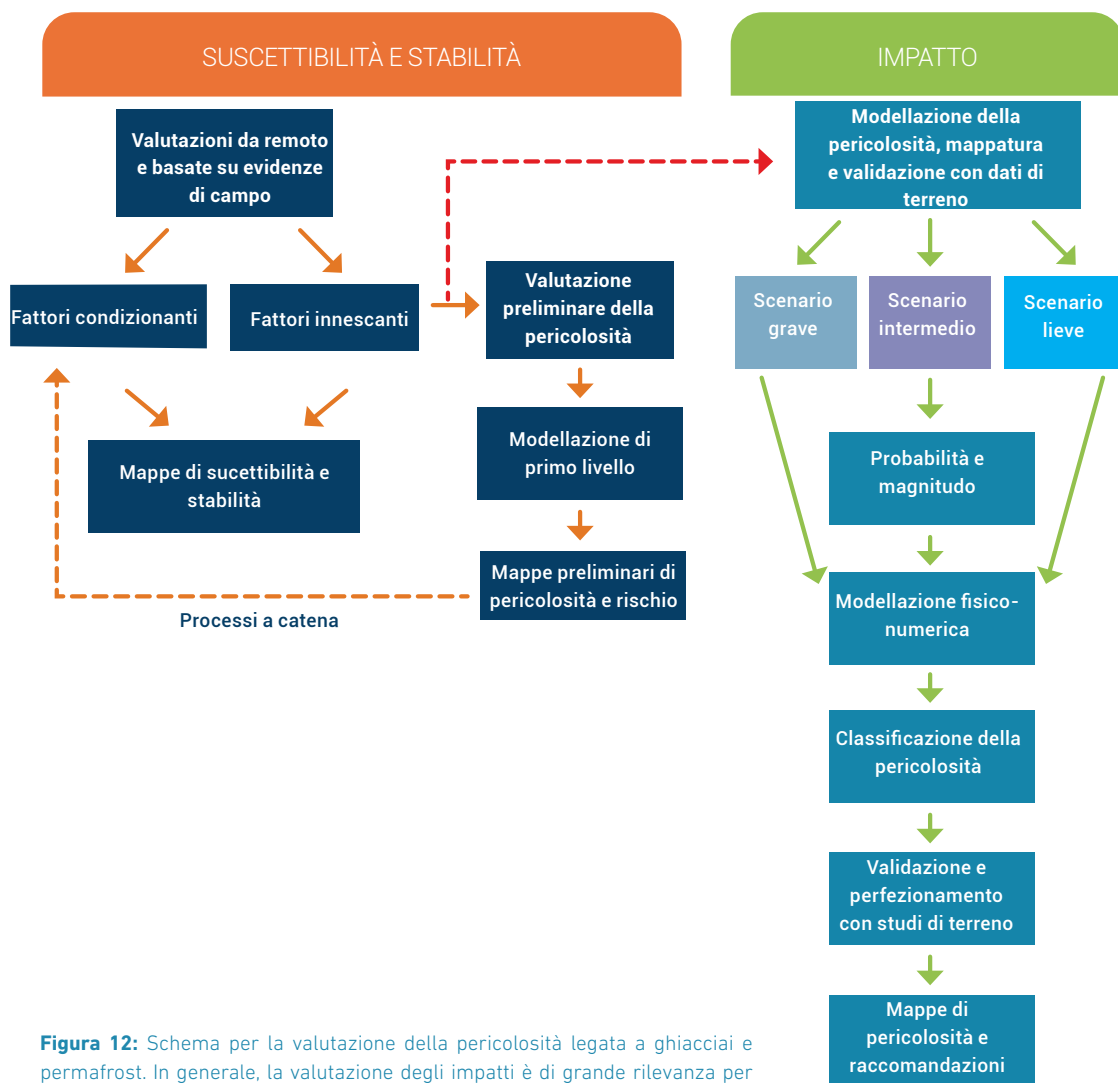 SUSCETTIBILITÀ E STABILITÀ
Valutazioni da remoto
e basate su evidenze
di campo
Fattori condizionanti
Fattori innescanti
Mappe di sucettibilità e
stabilità
Valutazione
preliminare della
pericolosità
Modellazione di
primo livello
Mappe preliminari di
pericolosità e rischio
Processi a catena
IMPATTO
Modellazione della
pericolosità, mappatura
e validazione con dati di
terreno
Scenario
grave
Scenario
intermedio
Scenario
lieve
Probabilità e
magnitudo
Modellazione fisico-
numerica
Classificazione della
pericolosità
Validazione e
perfezionamento
con studi di terreno
Mappe di
pericolosità e
raccomandazioni
Figura 12: Schema per la valutazione della pericolosità legata a ghiacciai e
permafrost. In generale, la valutazione degli impatti è di grande rilevanza per